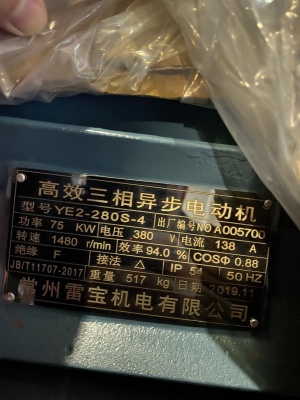 高效三相异步电动机
型号 YE2-280S-4 出厂编号NO A005700
功率 75 KW 电压 380 V 电流 138 A
转速 1480 r/min 效率 94.0 % COSΦ 0.88
绝缘 F 接法 △ IP 54 50 HZ
JB/T11707-2017 重量 517 kg 日期 2019.11
常州雷宝机电有限公司